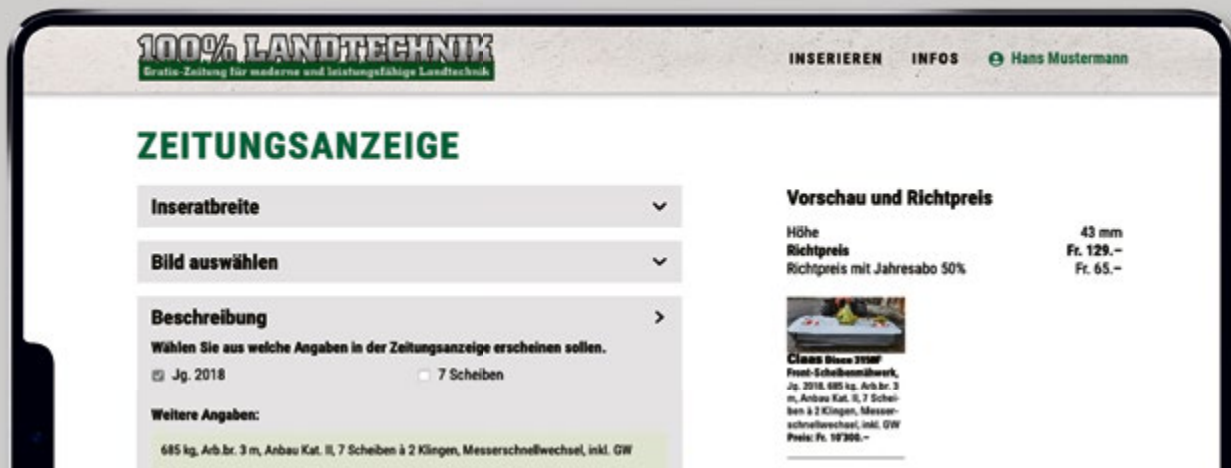 100% LANDTECHNIK
Gratis-Zeitung für moderne und leistungsfähige Landtechnik
INSERIEREN INFOS Hans Mustermann
ZEITUNGSANZEIGE
Inseratbreite
Bild auswählen
Beschreibung
Wählen Sie aus welche Angaben in der Zeitungsanzeige erscheinen sollen.
Jg. 2018 7 Scheiben
Weitere Angaben:
685 kg, Arb.br. 3 m, Anbau Kat. II, 7 Scheiben à 2 Klingen, Messerschnellwechsel, inkl. GW
Vorschau und Richtpreis
Höhe 43 mm
Richtpreis Fr. 129.–
Richtpreis mit Jahresabo 50% Fr. 65.–
Claas Disco 3150F
Front-Scheibenmähwerk,
Jg. 2018, 685 kg, Arb.br. 3
m, Anbau Kat. II, 7 Schei-
ben à 2 Klingen, Messer-
schnellwechsel, inkl. GW
Preis: Fr. 10'300.–